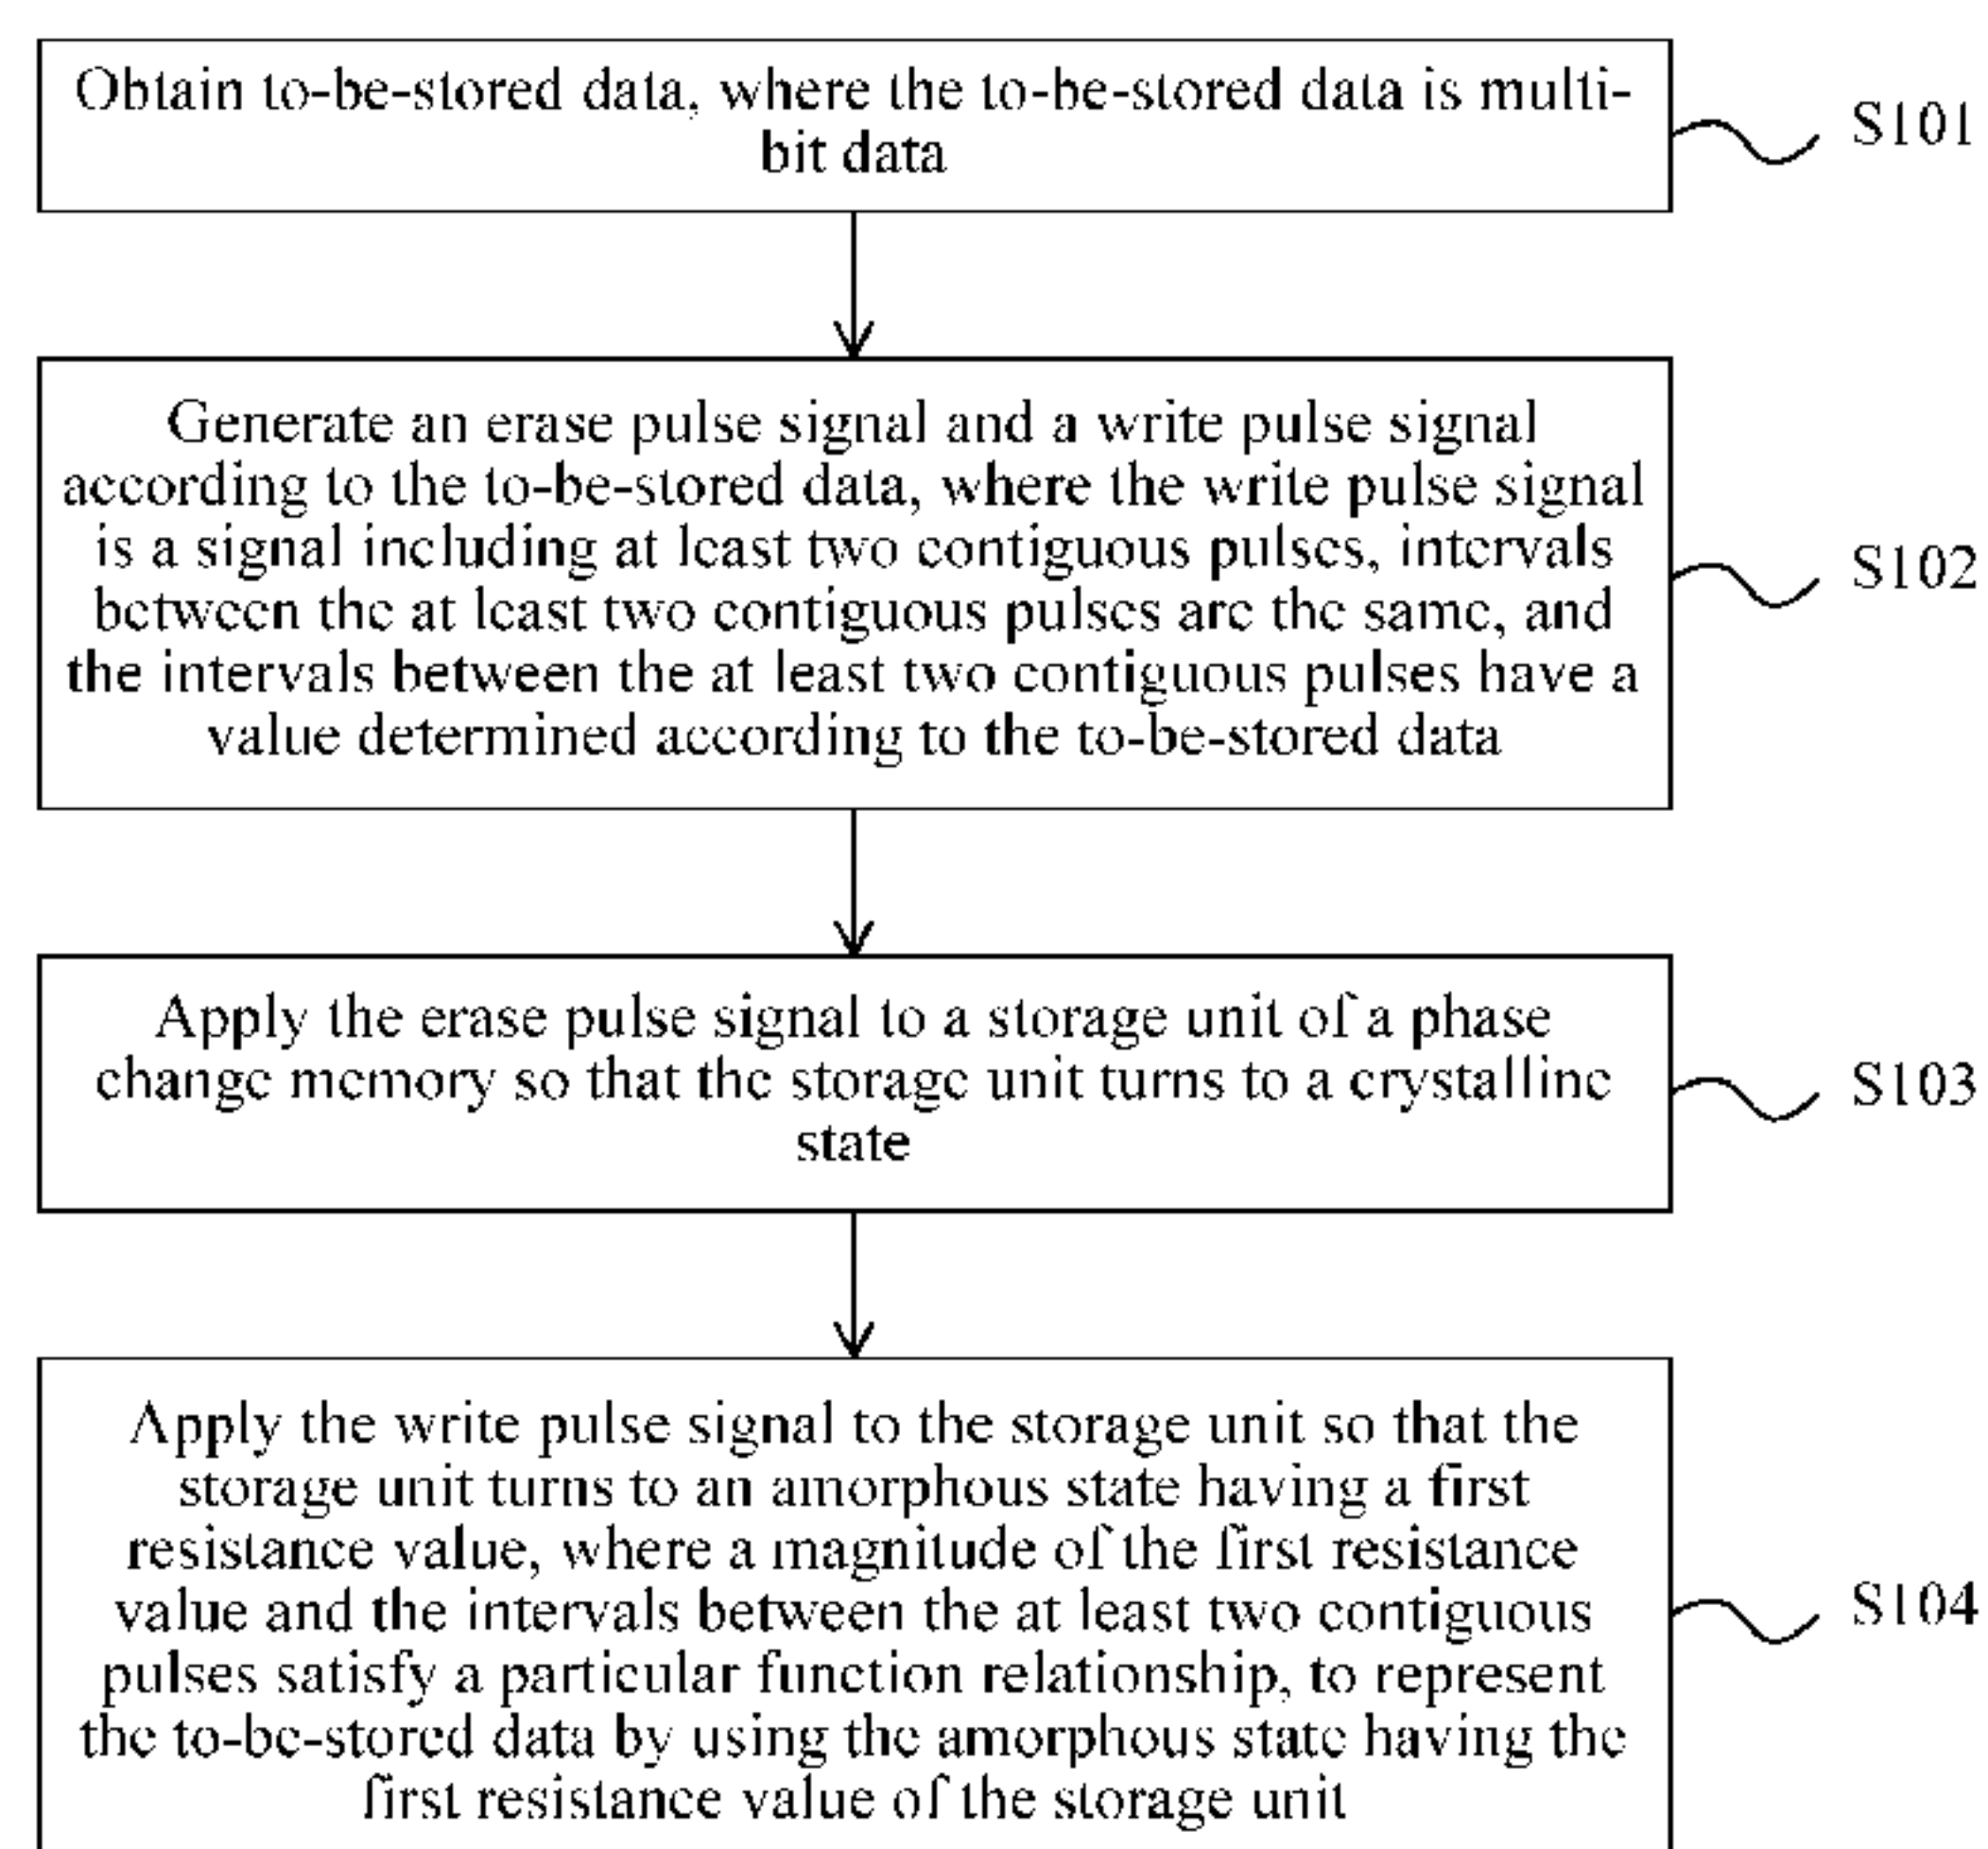 Obtain to-be-stored data, where the to-be-stored data is multi-
bit data
S101
Generate an erase pulse signal and a write pulse signal
according to the to-be-stored data, where the write pulse signal
is a signal including at least two contiguous pulses, intervals
between the at least two contiguous pulses are the same, and
the intervals between the at least two contiguous pulses have a
value determined according to the to-be-stored data
S102
Apply the erase pulse signal to a storage unit of a phase
change memory so that the storage unit turns to a crystalline
state
S103
Apply the write pulse signal to the storage unit so that the
storage unit turns to an amorphous state having a first
resistance value, where a magnitude of the first resistance
value and the intervals between the at least two contiguous
pulses satisfy a particular function relationship, to represent
the to-be-stored data by using the amorphous state having the
first resistance value of the storage unit
S104